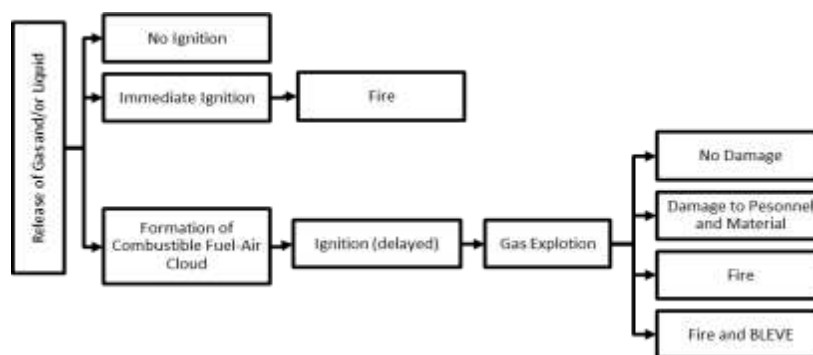 Release of Gas and/or Liquid
No Ignition
Immediate Ignition
Fire
Formation of
Combustible Fuel-Air
Cloud
Ignition (delayed)
Gas Explotion
No Damage
Damage to Pesonnel
and Material
Fire
Fire and BLEVE